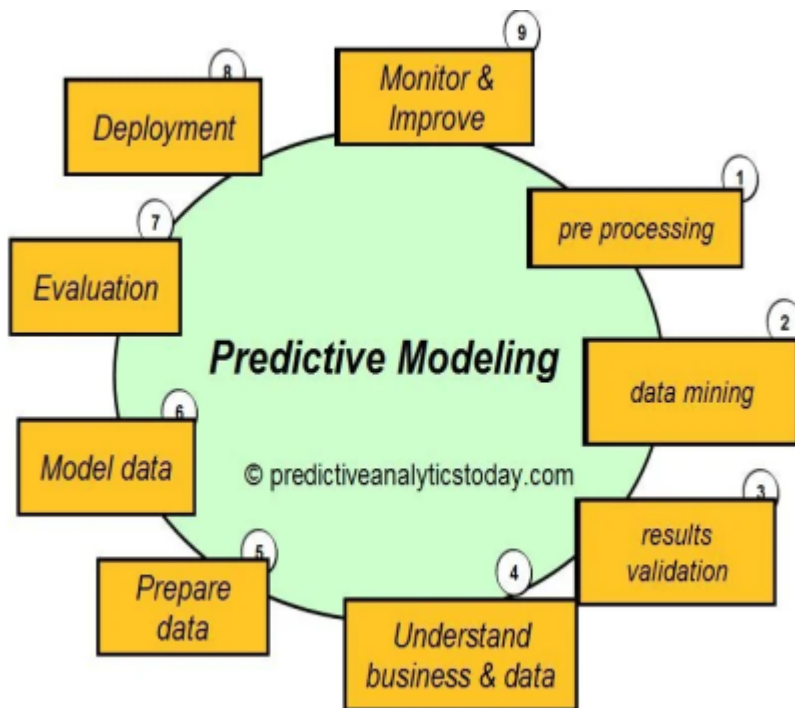 9
Monitor &
Improve
8
Deployment
1
pre processing
7
Evaluation
2
data mining
Predictive Modeling
6
Model data
© predictiveanalyticstoday.com
3
results
validation
5
Prepare
data
4
Understand
business & data